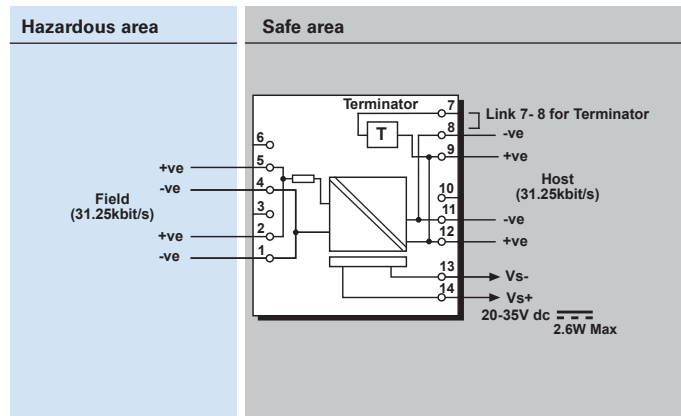 Hazardous area
Safe area
Terminator
7
Link 7- 8 for Terminator
T
8
-ve
6
9
+ve
+ve
5
-ve
4
10
Host
(31.25kbit/s)
Field
(31.25kbit/s)
3
11
-ve
+ve
2
12
+ve
-ve
1
13
Vs-
14
Vs+
20-35V dc
2.6W Max